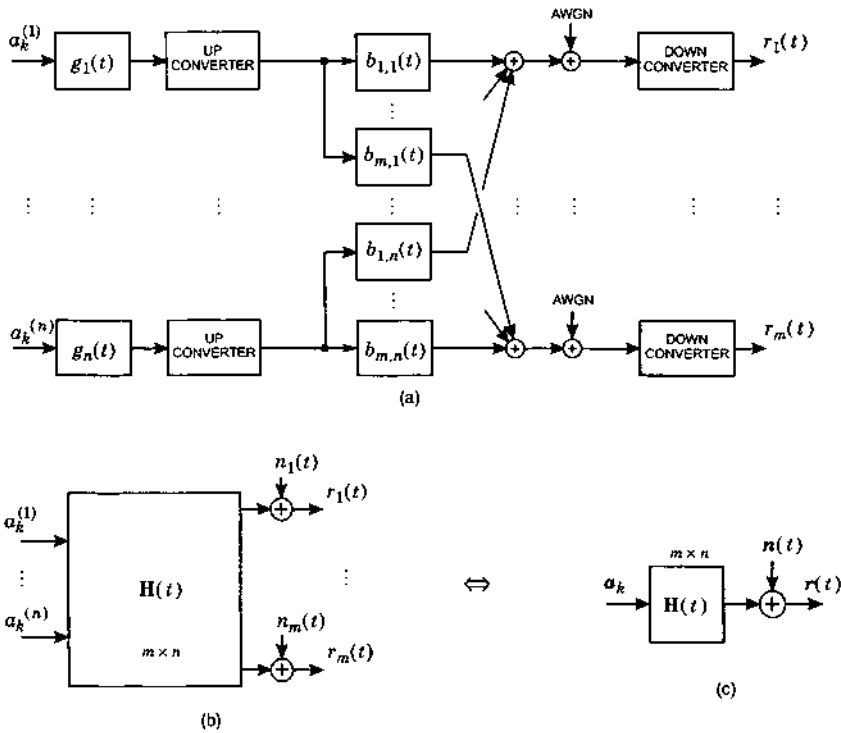 AWGN
a_k^(1) g_1(t) UP CONVERTER b_{1,1}(t) + + DOWN CONVERTER r_1(t)
⋮
b_{m,1}(t)
⋮ ⋮ ⋮ ⋮ ⋮ ⋮ ⋮ ⋮
b_{1,n}(t)
⋮
AWGN
a_k^(n) g_n(t) UP CONVERTER b_{m,n}(t) + + DOWN CONVERTER r_m(t)
(a)
n_1(t)
a_k^(1) + r_1(t)
⋮ H(t) ⋮
a_k^(n) m × n
n_m(t)
+ r_m(t)
(b)
⇔
m × n n(t)
a_k H(t) + r(t)
(c)